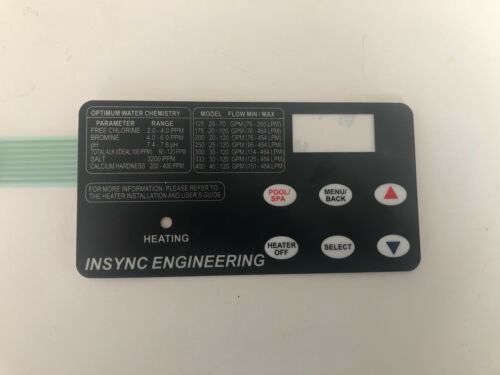 OPTIMUM WATER CHEMISTRY
PARAMETER RANGE
FREE CHLORINE 2.0 - 4.0 PPM
BROMINE 4.0 - 6.0 PPM
pH 7.4 - 7.6 pH
TOTAL ALK (IDEAL 100 PPM) 80 - 120 PPM
SALT 3200 PPM
CALCIUM HARDNESS 200 - 400 PPM
MODEL FLOW MIN / MAX
125 20 - 70 GPM (76 - 265 LPM)
175 20 - 120 GPM (76 - 454 LPM)
200 20 - 120 GPM (76 - 454 LPM)
250 25 - 120 GPM (95 - 454 LPM)
300 30 - 120 GPM (114 - 454 LPM)
333 33 - 120 GPM (125 - 454 LPM)
400 40 - 120 GPM (151 - 454 LPM)
FOR MORE INFORMATION, PLEASE REFER TO
THE HEATER INSTALLATION AND USER'S GUIDE
POOL/
SPA
MENU/
BACK
HEATING
HEATER
OFF
SELECT
INSYNC ENGINEERING